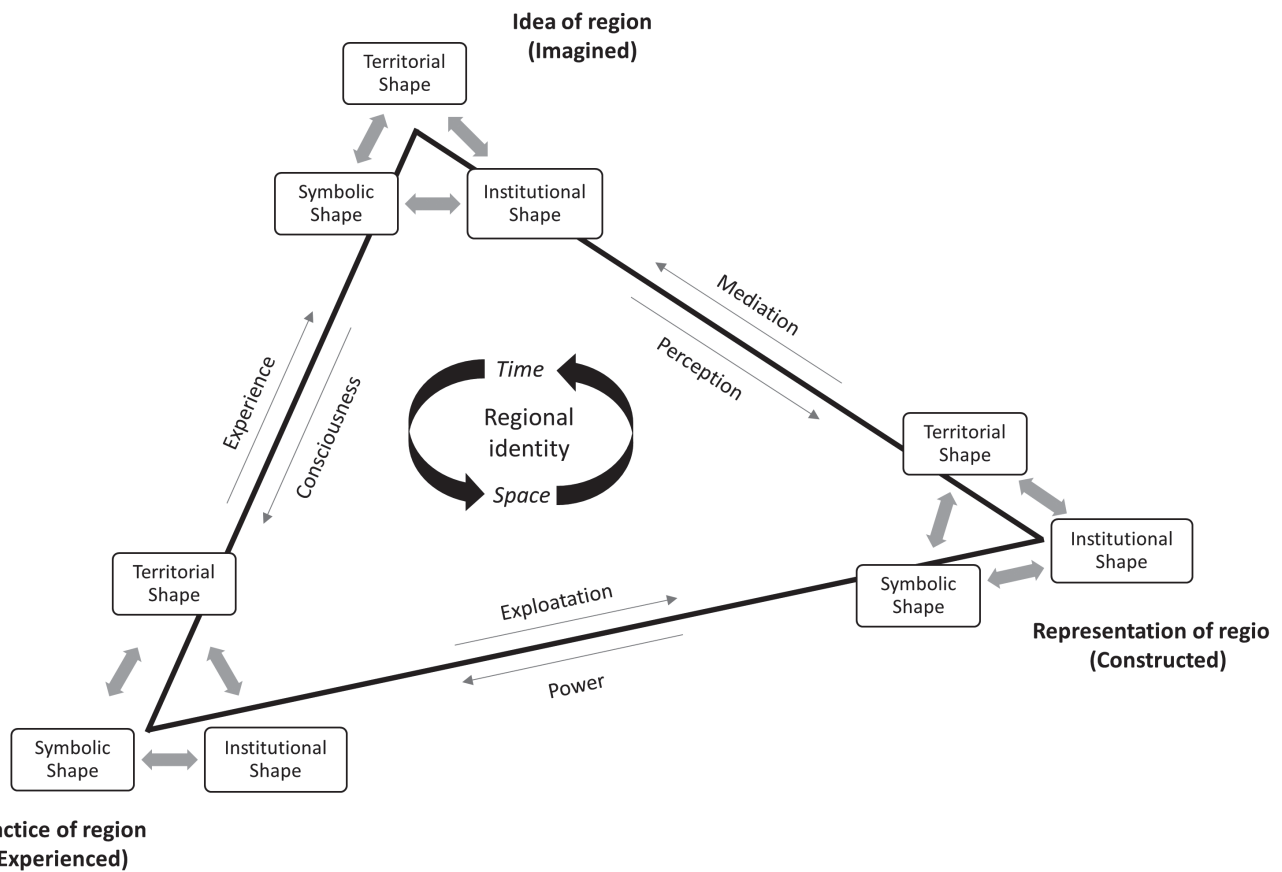 Idea of region
(Imagined)
Territorial
Shape
Symbolic
Shape
Institutional
Shape
Mediation
Perception
Experience
Consciousness
Time
Regional
identity
Space
Territorial
Shape
Institutional
Shape
Symbolic
Shape
Representation of regio
(Constructed)
Territorial
Shape
Exploatation
Power
Symbolic
Shape
Institutional
Shape
actice of region
Experienced)